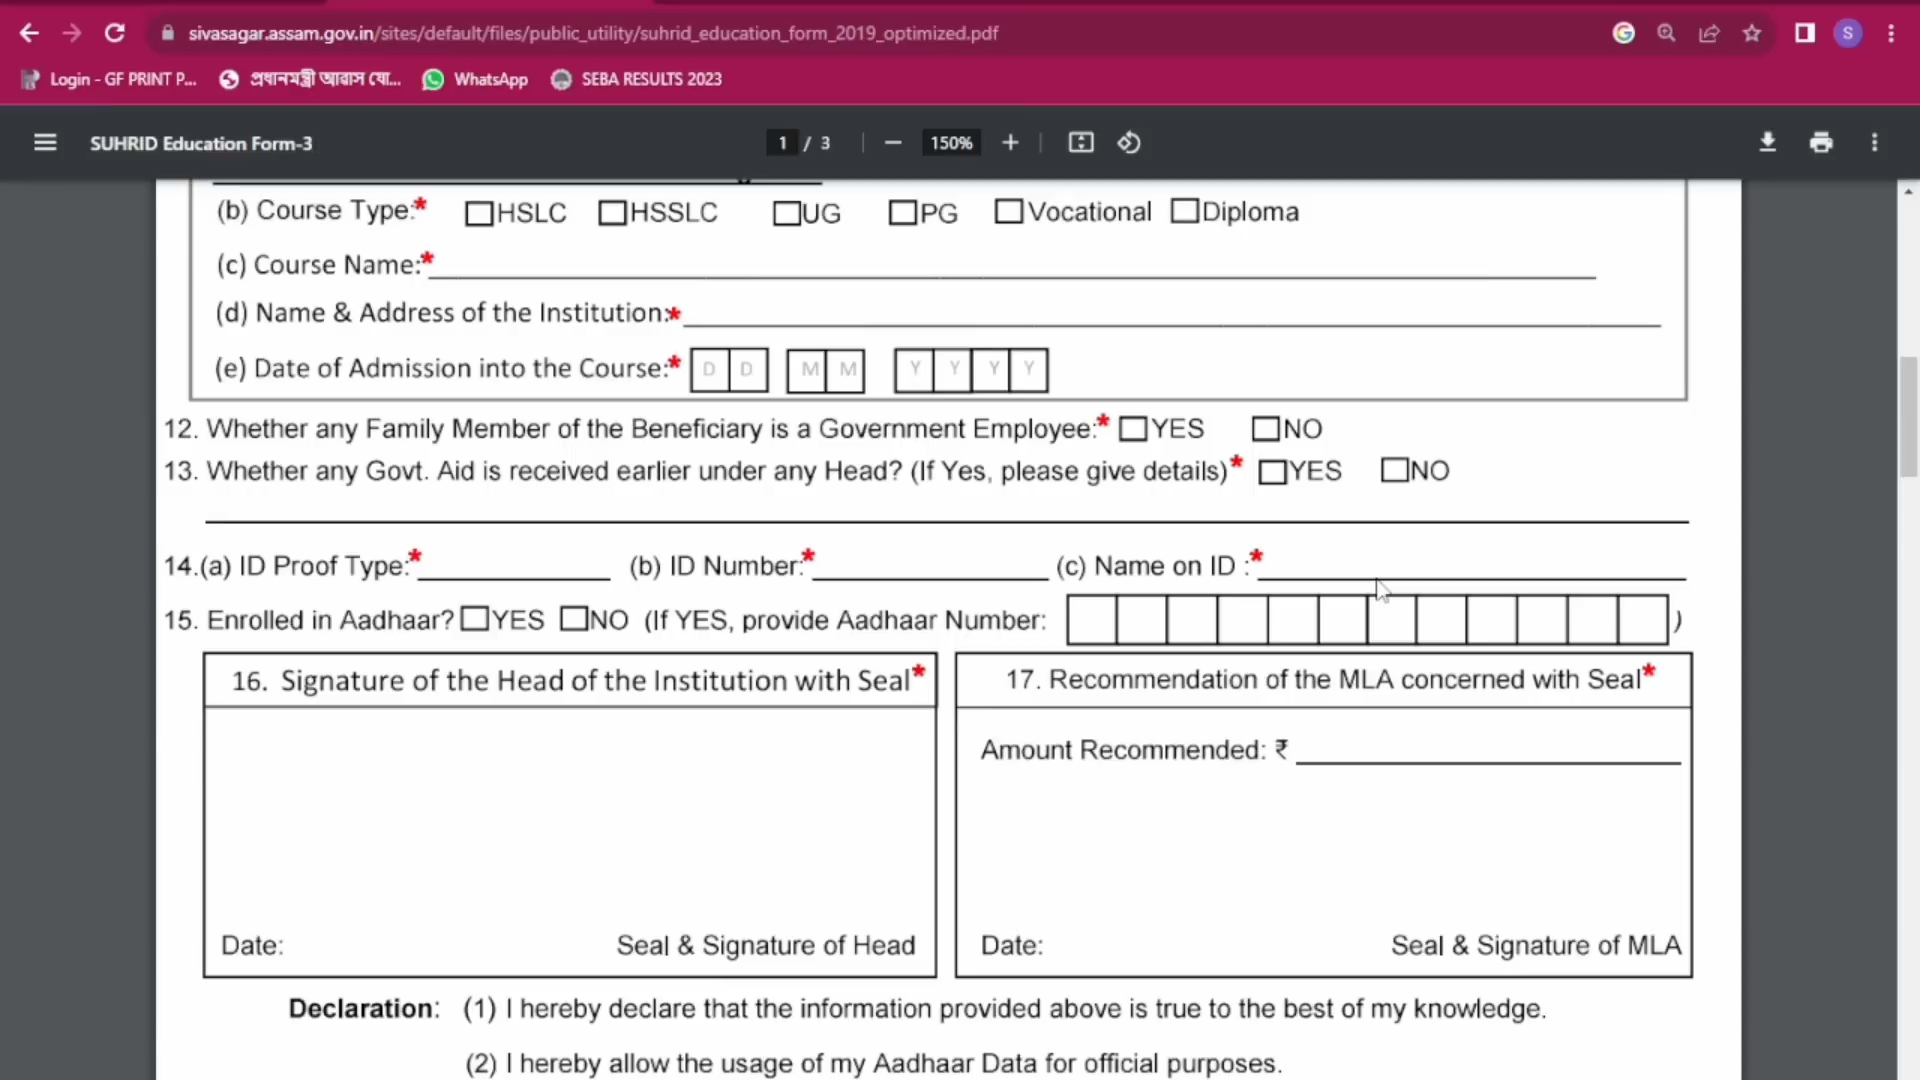 sivasagar.assam.gov.in/sites/default/files/public_utility/suhrid_education_form_2019_optimized.pdf
S
Login - GF PRINT P... প্ৰধানমন্ত্ৰী আৱাস যো... WhatsApp SEBA RESULTS 2023
SUHRID Education Form-3 1 / 3 150%
(b) Course Type:* HSLC HSSLC UG PG Vocational Diploma
(c) Course Name:*
(d) Name & Address of the Institution:*
(e) Date of Admission into the Course:* D D M M Y Y Y Y
12. Whether any Family Member of the Beneficiary is a Government Employee:* YES NO
13. Whether any Govt. Aid is received earlier under any Head? (If Yes, please give details)* YES NO
14.(a) ID Proof Type:* (b) ID Number:* (c) Name on ID :*
15. Enrolled in Aadhaar? YES NO (If YES, provide Aadhaar Number: )
16. Signature of the Head of the Institution with Seal*
Date: Seal & Signature of Head
17. Recommendation of the MLA concerned with Seal*
Amount Recommended: ₹
Date: Seal & Signature of MLA
Declaration: (1) I hereby declare that the information provided above is true to the best of my knowledge.
(2) I hereby allow the usage of my Aadhaar Data for official purposes.